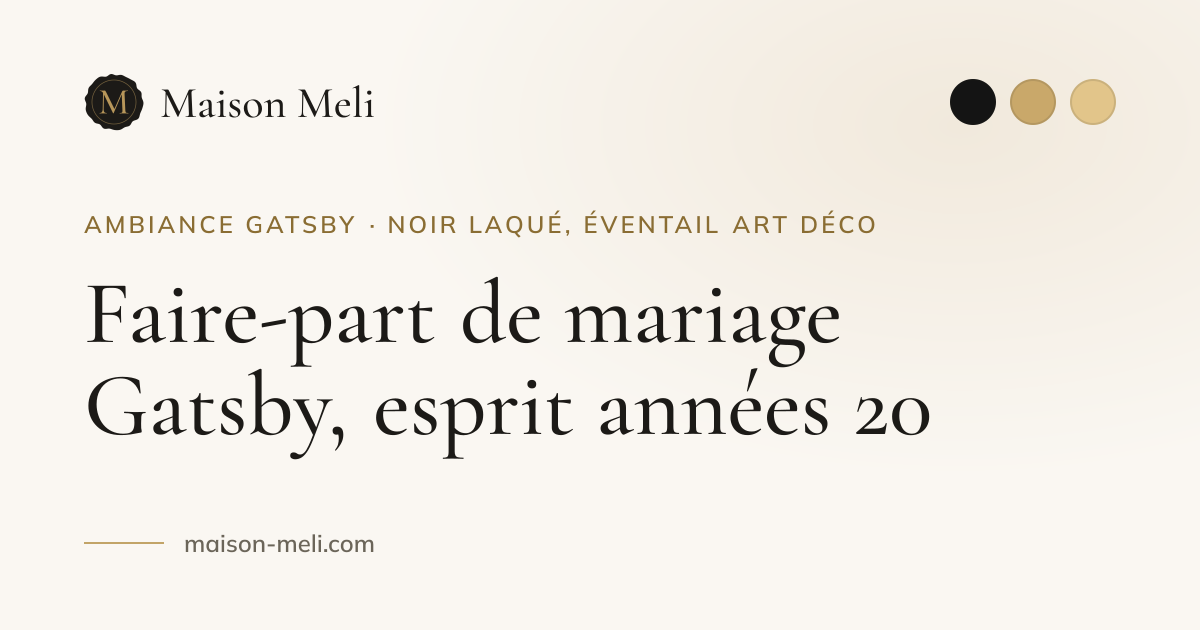 M
Maison Meli
AMBIANCE GATSBY · NOIR LAQUÉ, ÉVENTAIL ART DÉCO
Faire-part de mariage
Gatsby, esprit années 20
maison-meli.com